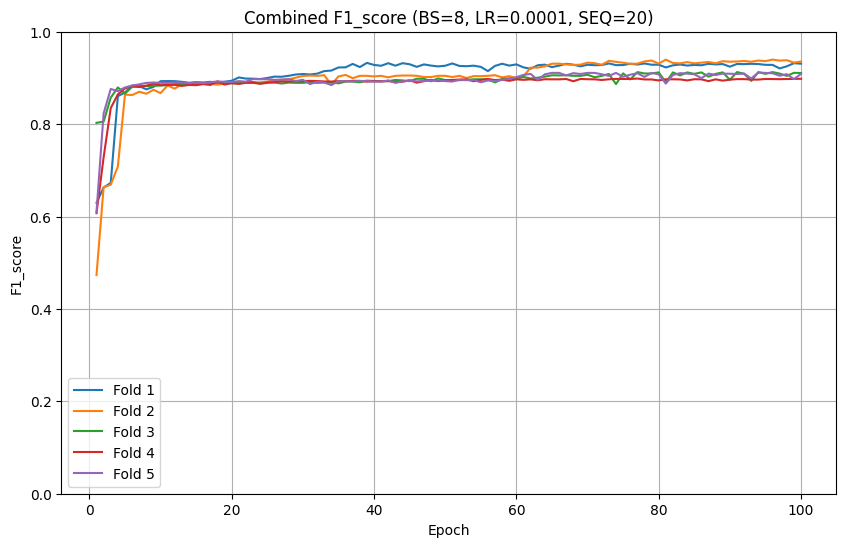 Combined F1_score (BS=8, LR=0.0001, SEQ=20)
1.0
0.8
0.6
0.4
0.2
0.0
F1_score
Fold 1
Fold 2
Fold 3
Fold 4
Fold 5
0 20 40 60 80 100
Epoch